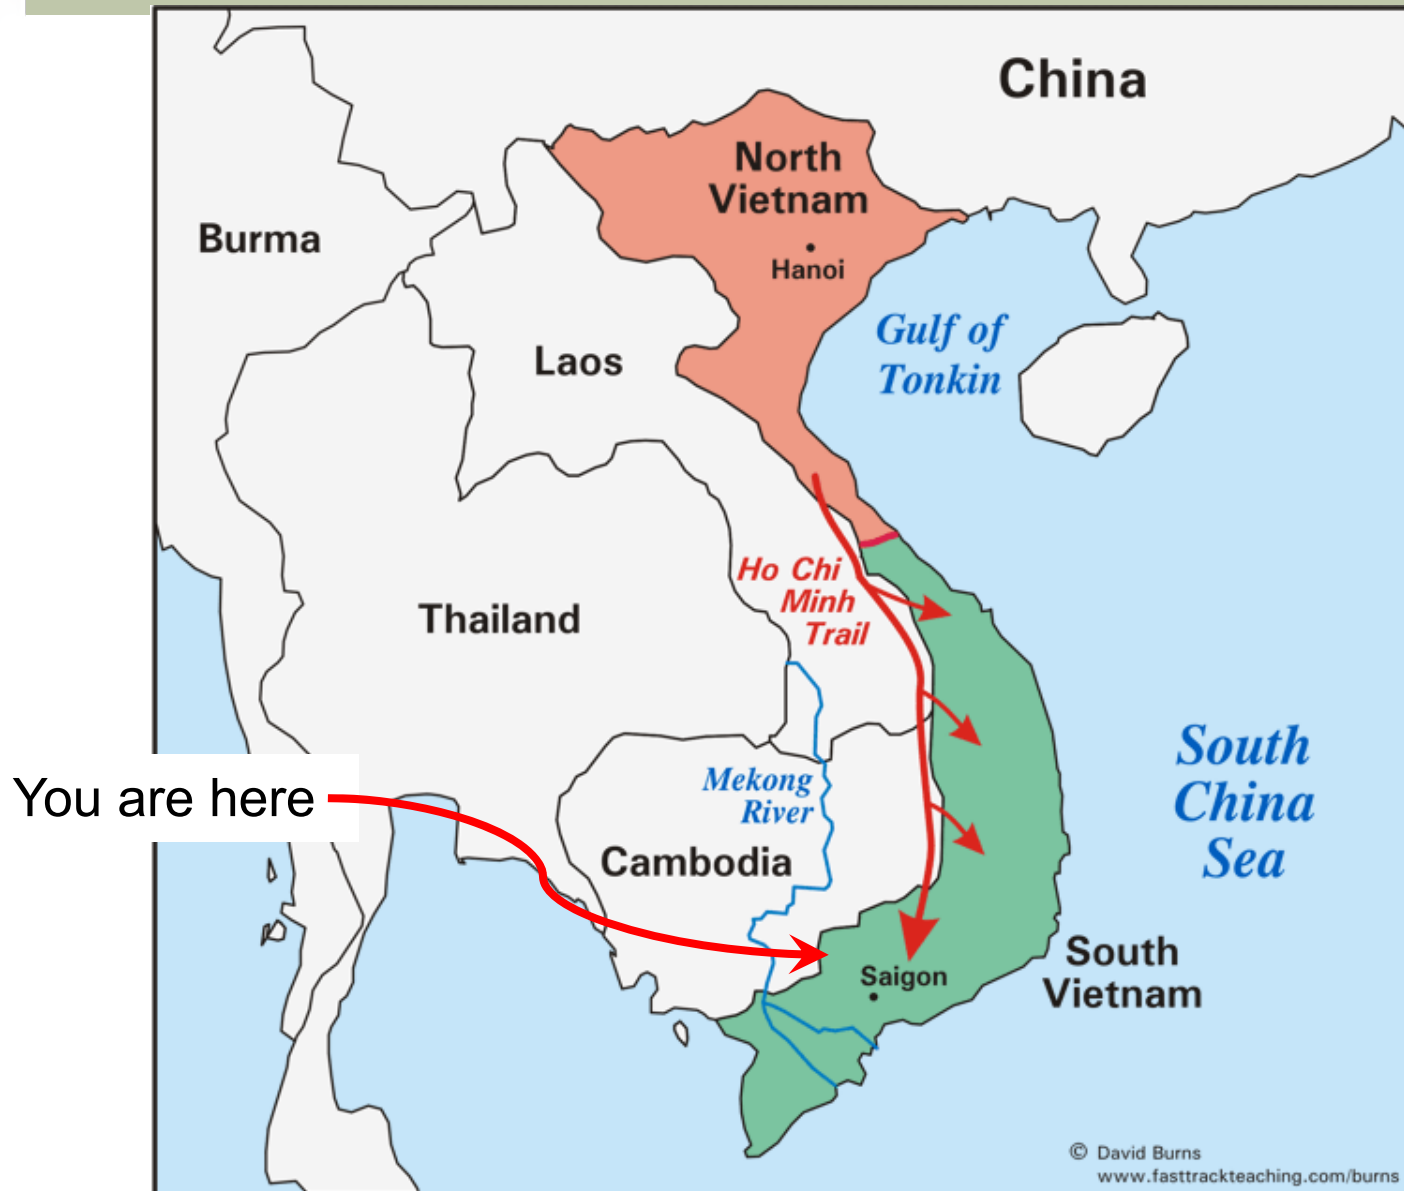 China
North
Vietnam
Hanoi
Burma
Gulf of
Tonkin
Laos
Ho Chi
Minh
Trail
Thailand
South
China
Sea
You are here
Mekong
River
Cambodia
South
Vietnam
Saigon
© David Burns
www.fasttrackteaching.com/burns